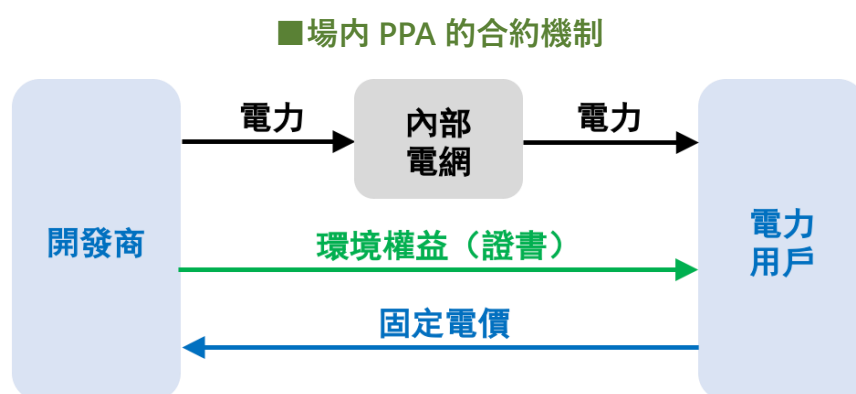 ■場内 PPA 的合約機制
電力
內部
電網
電力
開發商
環境權益（證書）
電力
用戶
固定電價